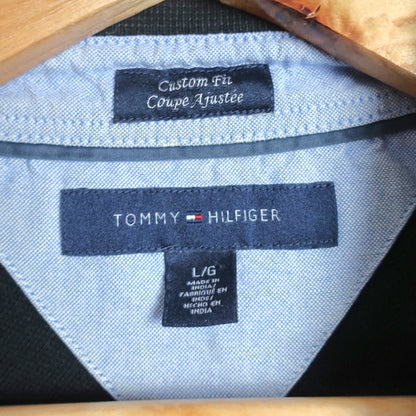 Custom Fit
Coupe Ajustée
TOMMY HILFIGER
L/G
MADE IN
INDIA/
FABRIQUÉ EN
INDE/
HECHO EN
INDIA